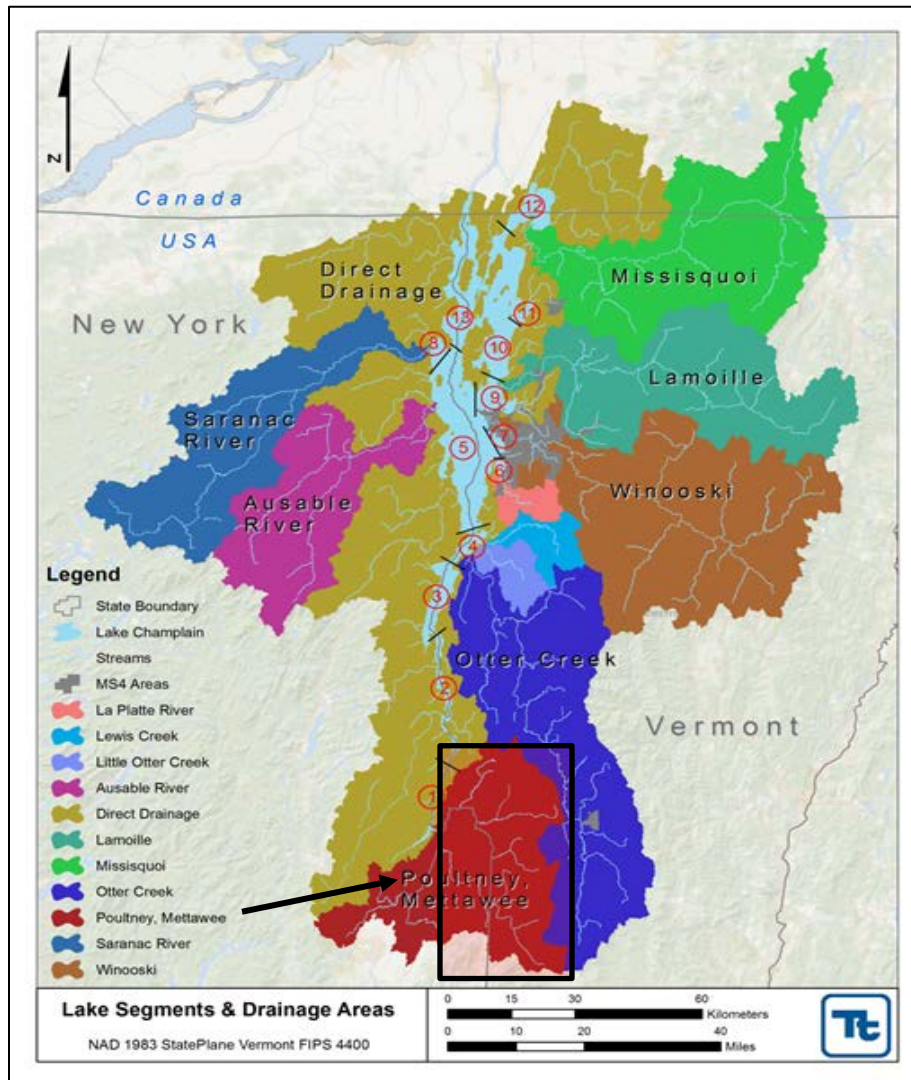 N
Canada
USA
Direct
Drainage
New York
Missisquoi
Lamoille
Saranac
River
Ausable
River
Winooski
Otter Creek
Vermont
Poultney,
Mettawee
12
13
11
8
10
9
7
5
6
4
3
2
1
Legend
State Boundary
Lake Champlain
Streams
MS4 Areas
La Platte River
Lewis Creek
Little Otter Creek
Ausable River
Direct Drainage
Lamoille
Missisquoi
Otter Creek
Poultney, Mettawee
Saranac River
Winooski
Lake Segments & Drainage Areas
NAD 1983 StatePlane Vermont FIPS 4400
0 15 30 60
Kilometers
0 10 20 40
Miles
Tt